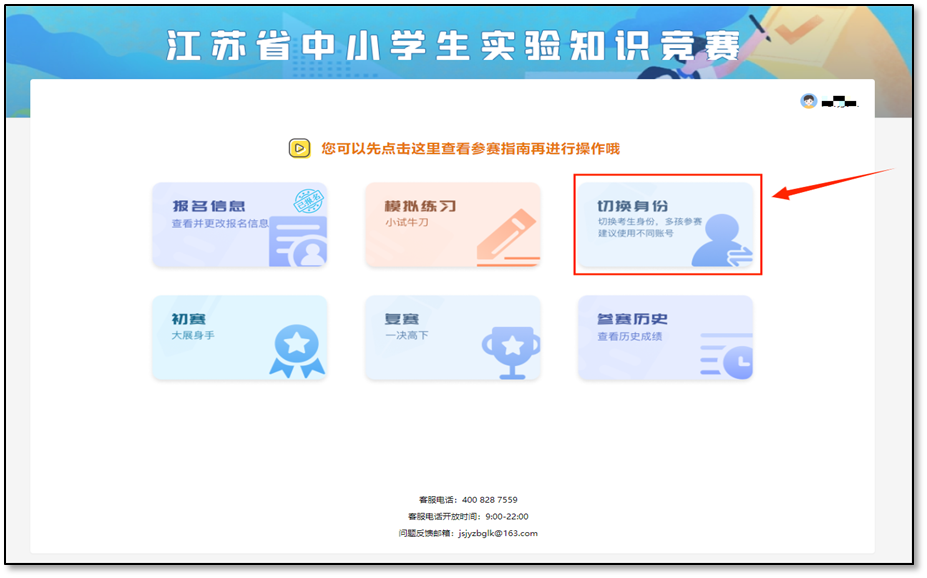 江苏省中小学生实验知识竞赛
您可以先点击这里查看参赛指南再进行操作哦
报名信息
查看并更改报名信息
已报名
模拟练习
小试牛刀
切换身份
切换考生身份，多孩参赛
建议使用不同账号
初赛
大展身手
复赛
一决高下
参赛历史
查看历史成绩
客服电话：400 828 7559
客服电话开放时间：9:00-22:00
问题反馈邮箱：jsjyzbglk@163.com